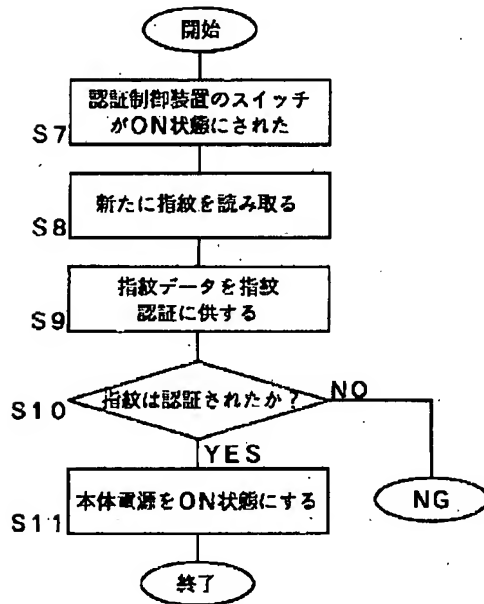 開始
認証制御装置のスイッチ
がON状態にされた
S7
新たに指紋を読み取る
S8
指紋データを指紋
認証に供する
S9
指紋は認証されたか?
NO
S10
YES
本体電源をON状態にする
NG
S11
終了